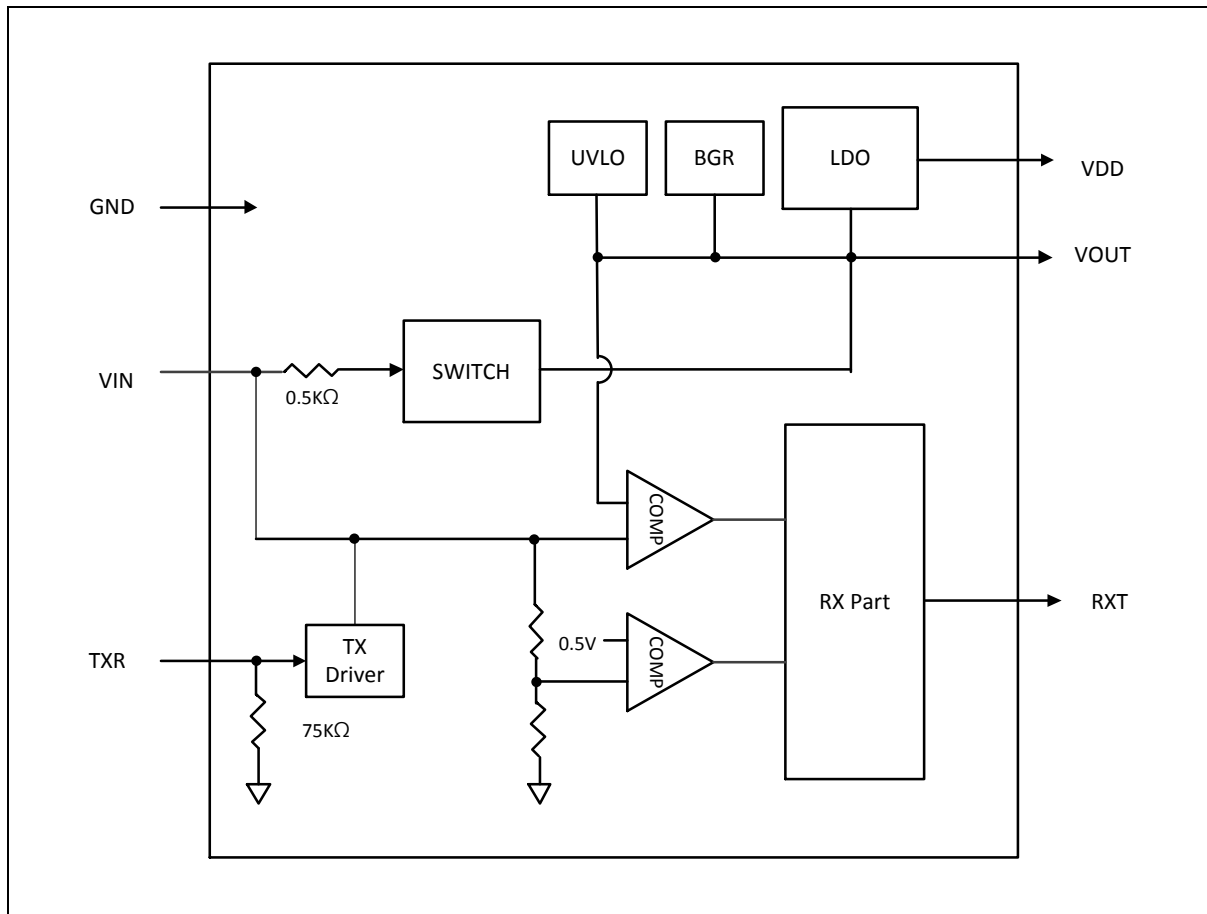 UVLO
BGR
LDO
VDD
GND
VOUT
VIN
0.5KΩ
SWITCH
COMP
RX Part
RXT
TXR
TX
Driver
0.5V
COMP
75KΩ